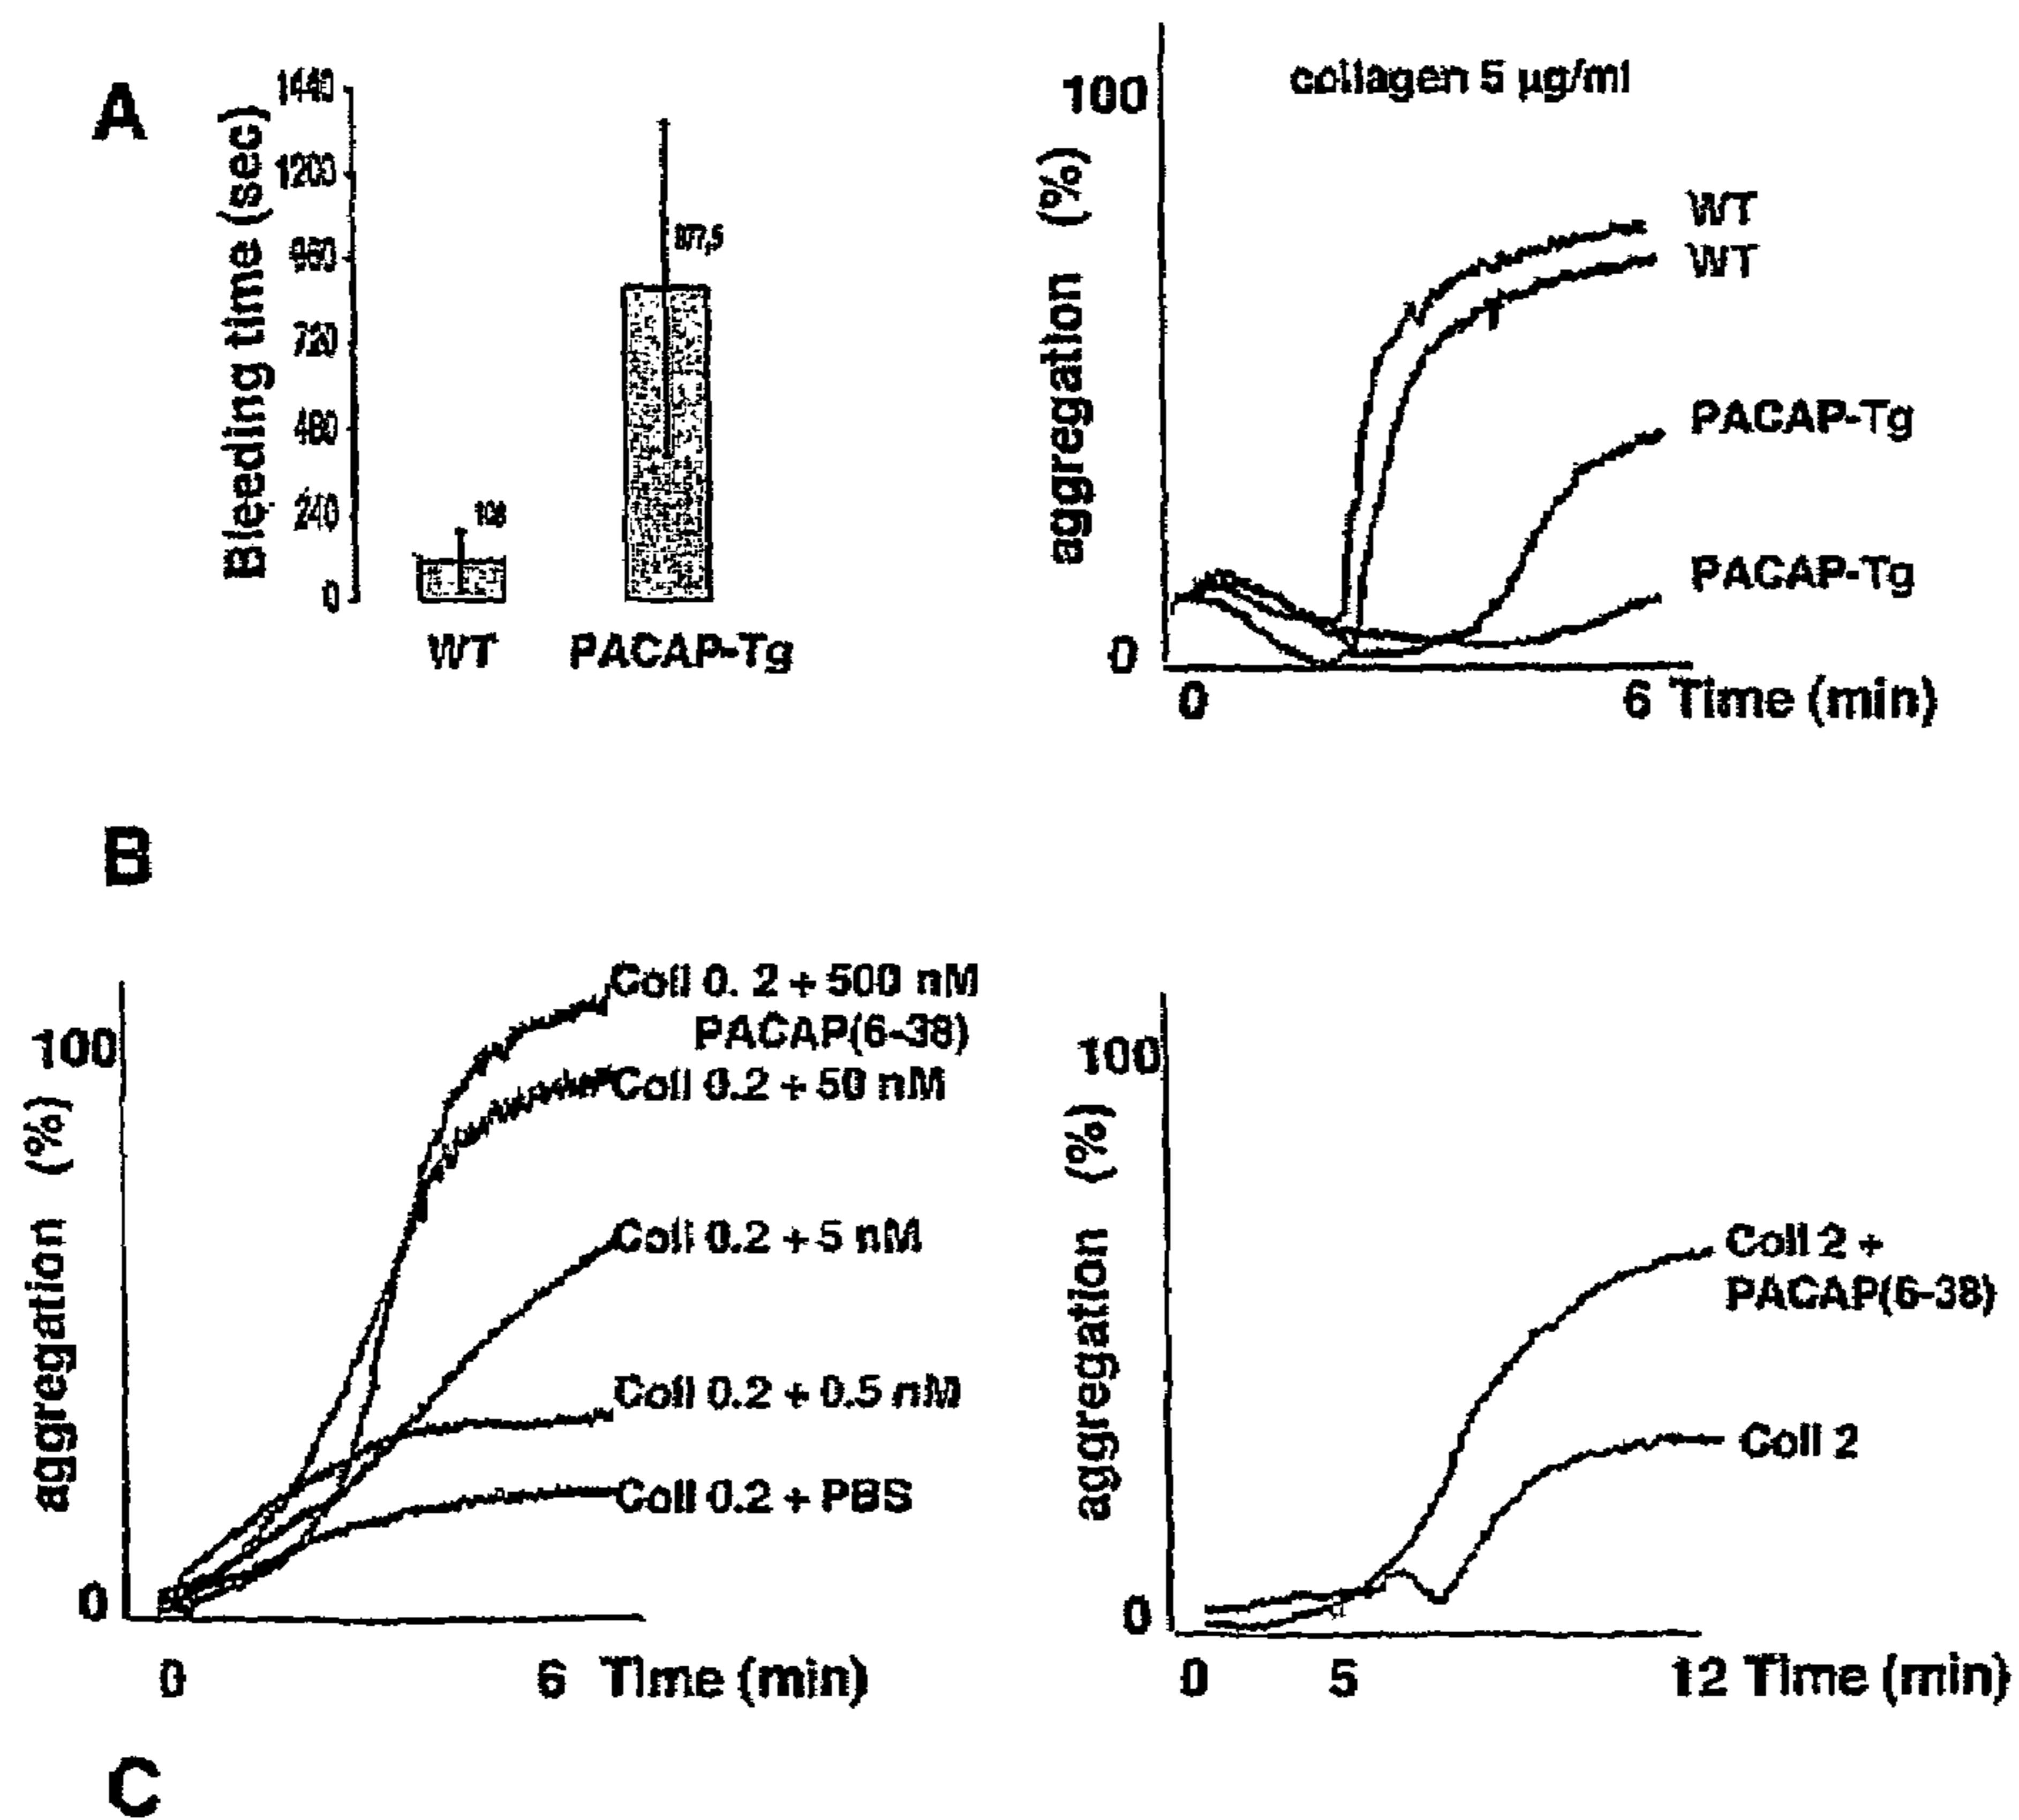 A
Bleeding time (sec)
1440
1200
960
720
480
240
0
877,5
WT
PACAP-Tg
collagen 5 µg/ml
aggregation (%)
100
0
WT
WT
PACAP-Tg
PACAP-Tg
0
6 Time (min)
B
aggregation (%)
100
0
Coll 0. 2 + 500 nM
PACAP(6-38)
Coll 0.2 + 50 nM
Coll 0.2 + 5 nM
Coll 0.2 + 0.5 nM
Coll 0.2 + PBS
0
6 Time (min)
aggregation (%)
100
0
Coll 2 +
PACAP(6-38)
Coll 2
0
5
12 Time (min)
C